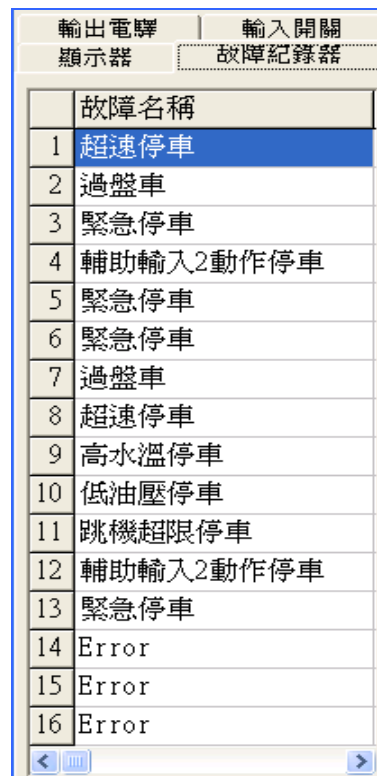 輸出電驛 輸入開關
顯示器 故障紀錄器
故障名稱
1 超速停車
2 過盤車
3 緊急停車
4 輔助輸入2動作停車
5 緊急停車
6 緊急停車
7 過盤車
8 超速停車
9 高水溫停車
10 低油壓停車
11 跳機超限停車
12 輔助輸入2動作停車
13 緊急停車
14 Error
15 Error
16 Error